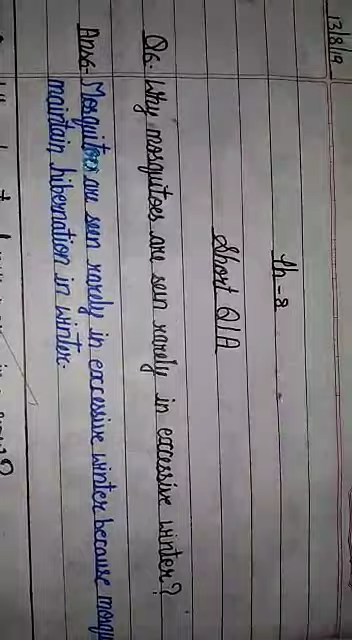 13/8/19
Ch-8
Short Q/A
Q6. Why mosquitoes are seen rarely in excessive winter?
Ans:- Mosquitoes are seen rarely in excessive winter because mosqu
maintain hibernation in winter.